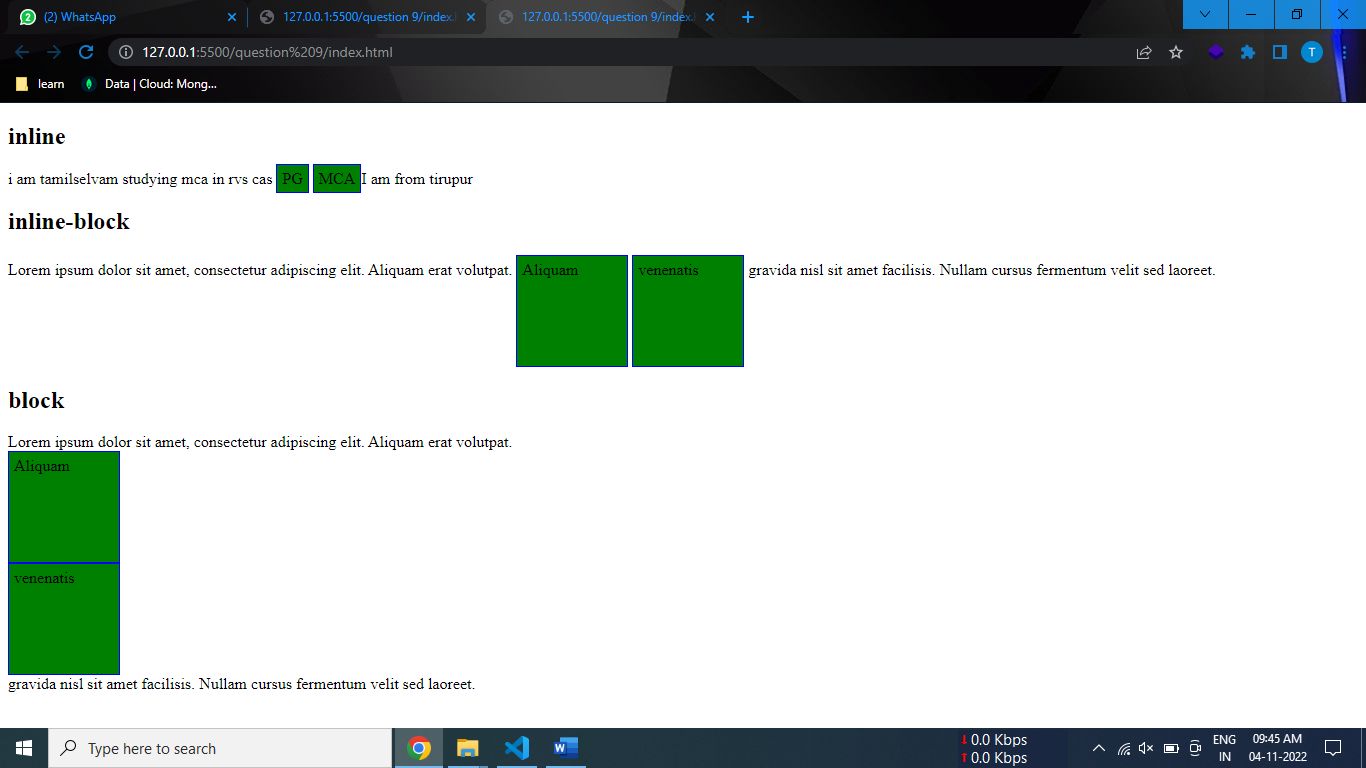 2 (2) WhatsApp 127.0.0.1:5500/question 9/index. 127.0.0.1:5500/question 9/index.
127.0.0.1:5500/question%209/index.html T
learn Data | Cloud: Mong...
inline
i am tamilselvam studying mca in rvs cas PG MCA I am from tirupur
inline-block
Lorem ipsum dolor sit amet, consectetur adipiscing elit. Aliquam erat volutpat. Aliquam venenatis gravida nisl sit amet facilisis. Nullam cursus fermentum velit sed laoreet.
block
Lorem ipsum dolor sit amet, consectetur adipiscing elit. Aliquam erat volutpat.
Aliquam
venenatis
gravida nisl sit amet facilisis. Nullam cursus fermentum velit sed laoreet.
Type here to search
0.0 Kbps
0.0 Kbps
ENG
IN
09:45 AM
04-11-2022